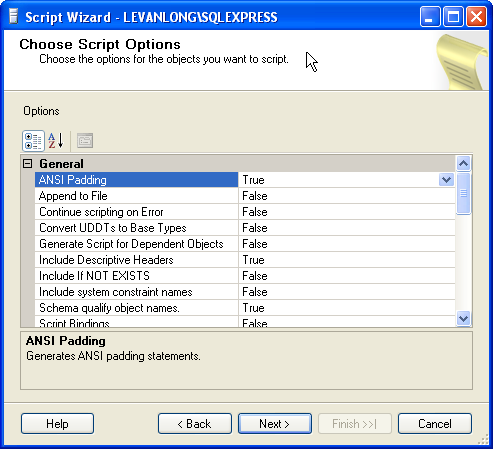 Script Wizard - LEVANLONG\SQLEXPRESS
Choose Script Options
Choose the options for the objects you want to script.
Options
General
ANSI Padding True
Append to File False
Continue scripting on Error False
Convert UDDTs to Base Types False
Generate Script for Dependent Objects False
Include Descriptive Headers True
Include If NOT EXISTS False
Include system constraint names False
Schema qualify object names. True
Script Bindings False
ANSI Padding
Generates ANSI padding statements.
Help < Back Next > Finish >>| Cancel